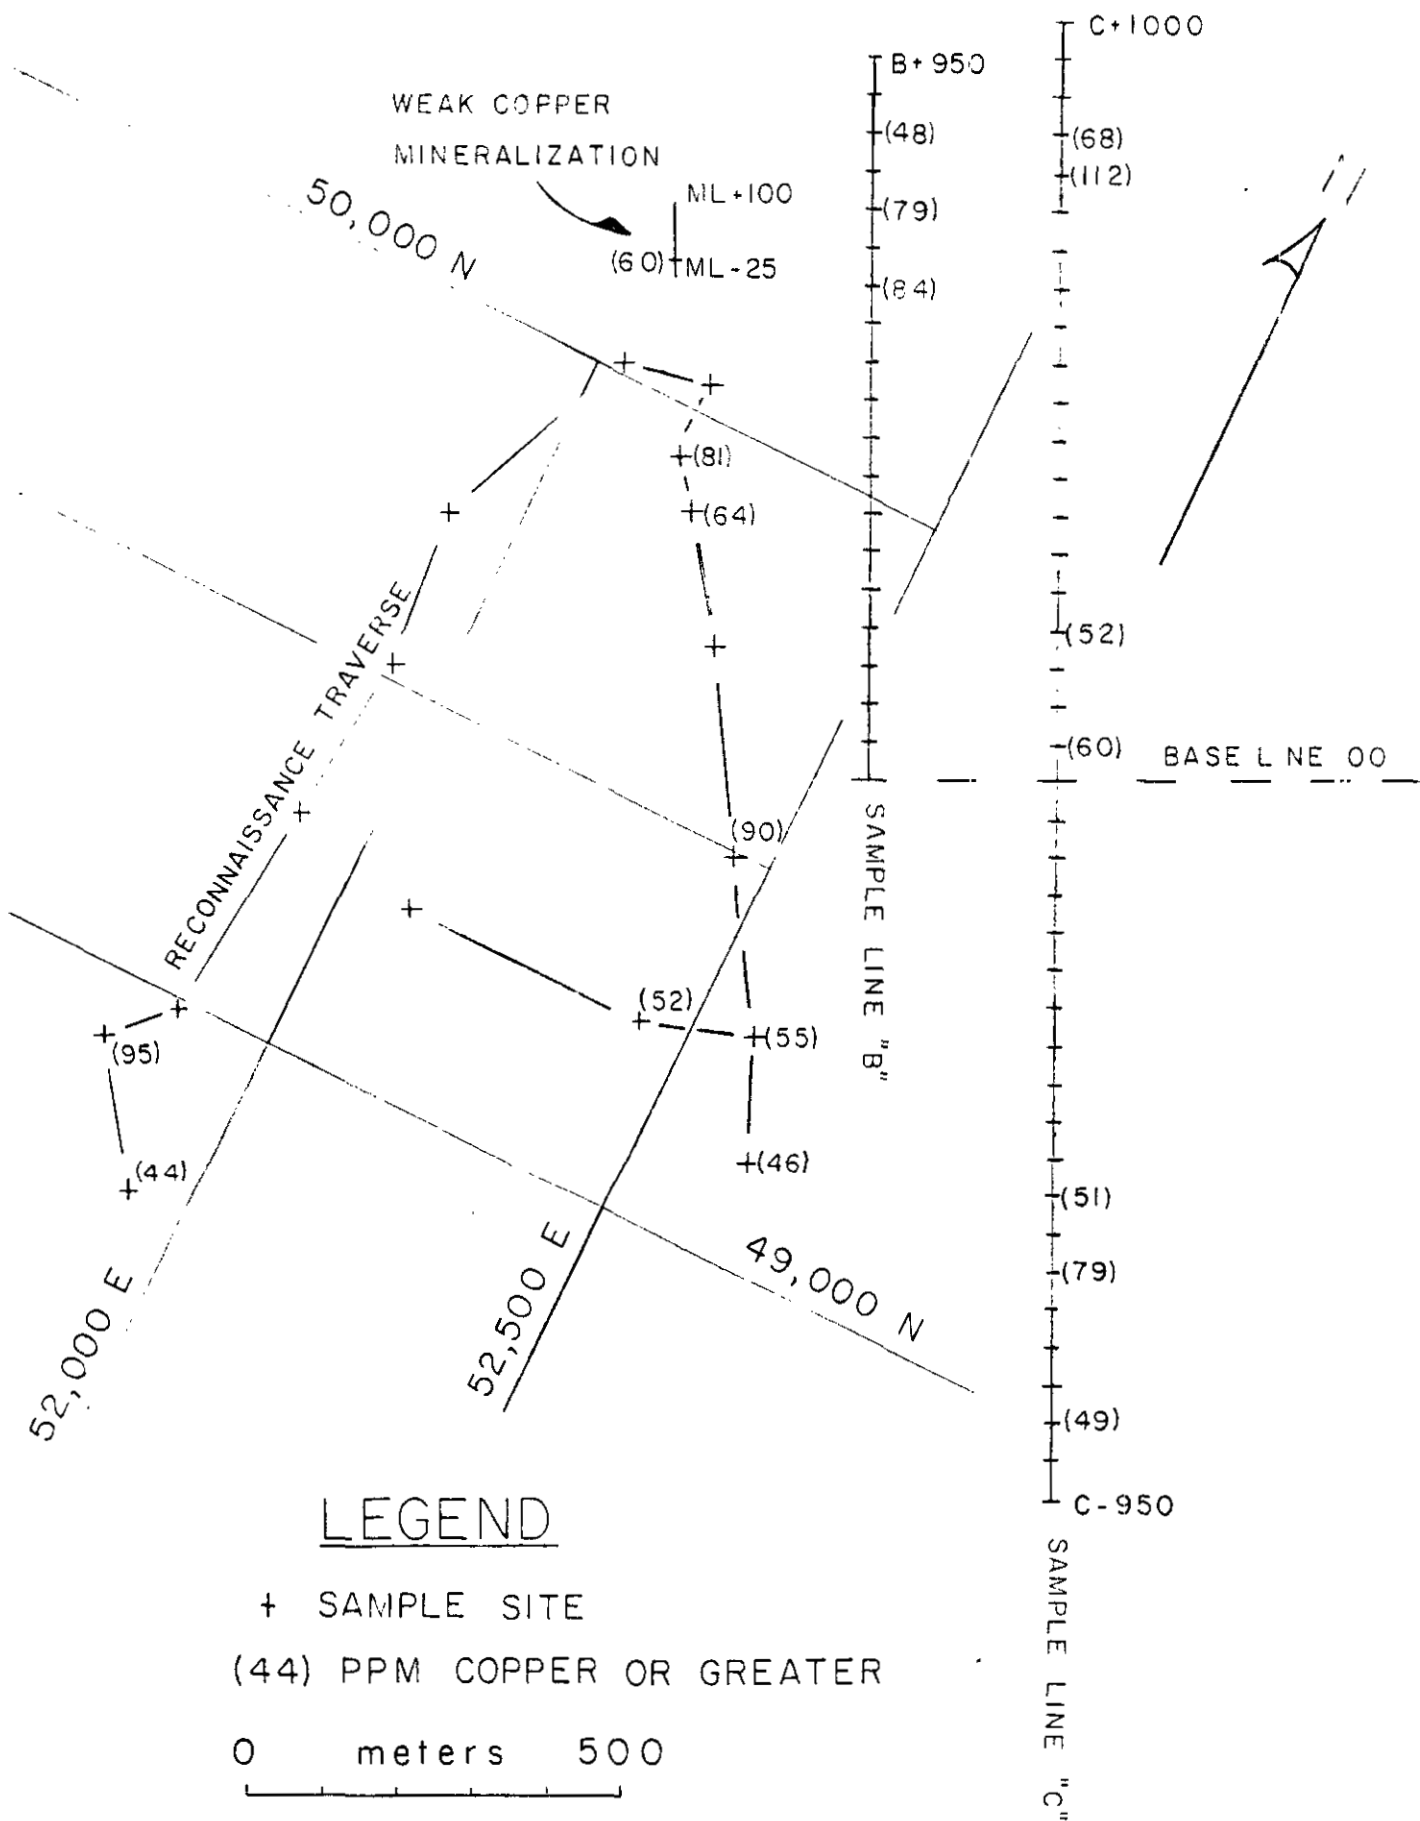 C+1000
B+950
WEAK COPPER
MINERALIZATION
(48)
(68)
(112)
ML+100
(79)
50,000 N
(60)
ML-25
(84)
(81)
(64)
RECONNAISSANCE TRAVERSE
(52)
(60)
BASE L NE 00
SAMPLE LINE "B"
(90)
(52)
(55)
(95)
(44)
(46)
(51)
49,000 N
(79)
52,000 E
52,500 E
(49)
C-950
LEGEND
+ SAMPLE SITE
(44) PPM COPPER OR GREATER
0 meters 500
SAMPLE LINE "C"